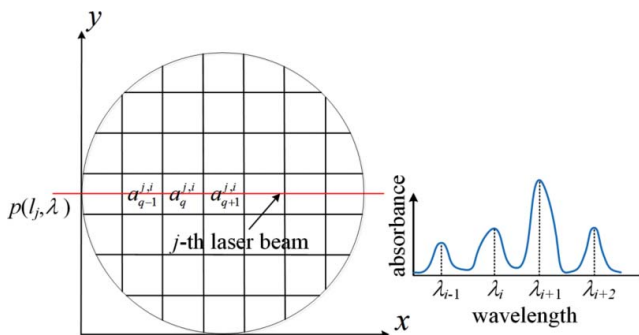 y
p(l_j, λ)
a_{q-1}^{j,i} a_q^{j,i} a_{q+1}^{j,i}
j-th laser beam
x
absorbance
λ_{i-1} λ_i λ_{i+1} λ_{i+2}
wavelength